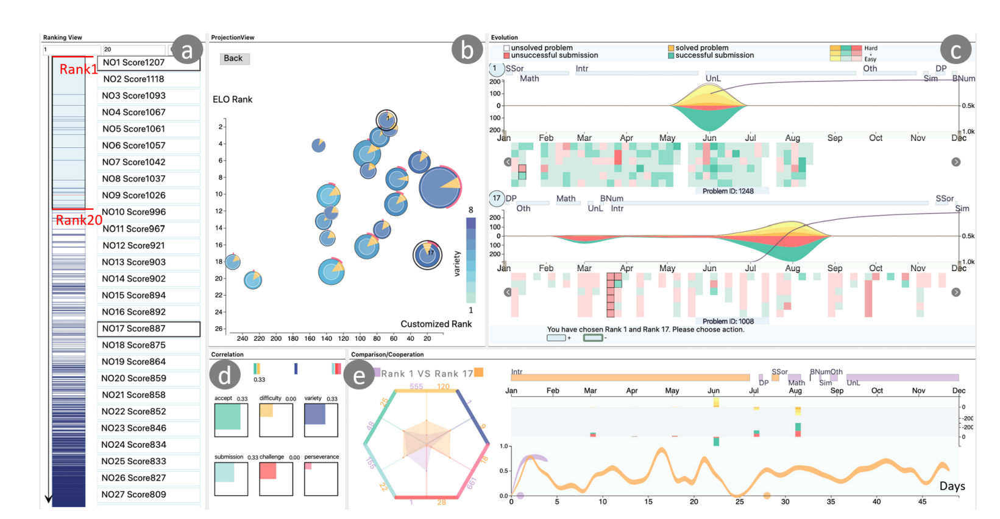 Ranking View
1
20
a
Rank1
NO1 Score1207
NO2 Score1118
NO3 Score1093
NO4 Score1067
NO5 Score1061
NO6 Score1057
NO7 Score1042
NO8 Score1037
NO9 Score1026
Rank20
NO10 Score996
NO11 Score967
NO12 Score921
NO13 Score903
NO14 Score902
NO15 Score894
NO16 Score892
NO17 Score887
NO18 Score875
NO19 Score864
NO20 Score859
NO21 Score858
NO22 Score852
NO23 Score846
NO24 Score834
NO25 Score833
NO26 Score827
NO27 Score809
ProjectionView
b
Back
ELO Rank
2
4
6
8
10
12
14
16
18
20
22
24
26
1
17
8
variety
1
Customized Rank
240 220 200 180 160 140 120 100 80 60 40 20
Evolution
c
unsolved problem
solved problem
unsuccessful submission
successful submission
Hard
Easy
1
SSor Intr Oth DP
Math UnL Sim BNum
200
100
0
100
200
0.5k
1.0k
Jan Feb Mar Apr May Jun Jul Aug Sep Oct Nov Dec
Problem ID: 1248
17
DP Math BNum SSor
Oth UnL Intr Sim
200
100
0
100
200
0.5k
1.0k
Jan Feb Mar Apr May Jun Jul Aug Sep Oct Nov Dec
Problem ID: 1008
You have chosen Rank 1 and Rank 17. Please choose action.
+ -
Correlation
d
0.33
accept 0.33 difficulty 0.00 variety 0.33
submission 0.33 challenge 0.00 perseverance
Comparison/Cooperation
e
Rank 1 VS Rank 17
555 120
25
48
1
6
155
22
18
661
1 28
Intr SSor BNumOth
DP Math Sim UnL
Jan Feb Mar Apr May Jun Jul Aug Sep Oct Nov Dec
0
-200
-200
0
1.0
0.5
0.0
Days
0 5 10 15 20 25 30 35 40 45